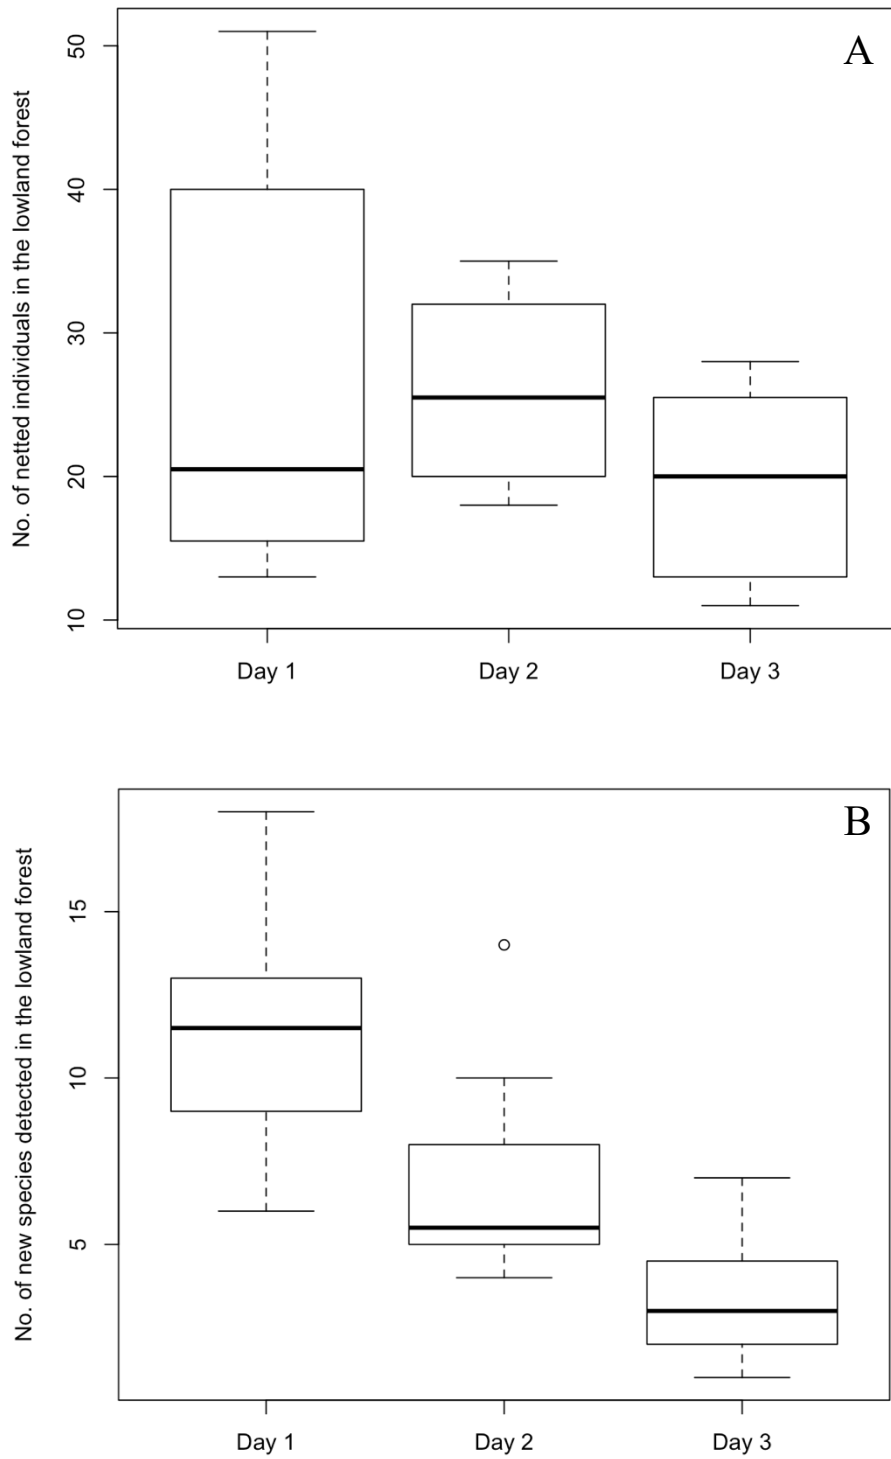 A
No. of netted individuals in the lowland forest
50
40
30
20
10
Day 1 Day 2 Day 3
B
No. of new species detected in the lowland forest
15
10
5
Day 1 Day 2 Day 3